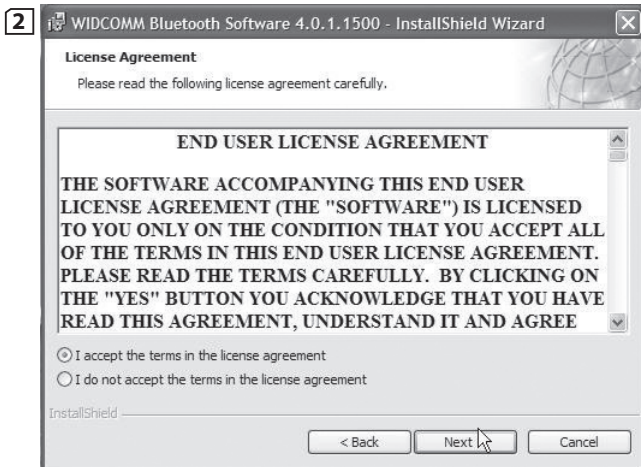 2
WIDCOMM Bluetooth Software 4.0.1.1500 - InstallShield Wizard
License Agreement
Please read the following license agreement carefully.
END USER LICENSE AGREEMENT
THE SOFTWARE ACCOMPANYING THIS END USER
LICENSE AGREEMENT (THE "SOFTWARE") IS LICENSED
TO YOU ONLY ON THE CONDITION THAT YOU ACCEPT ALL
OF THE TERMS IN THIS END USER LICENSE AGREEMENT.
PLEASE READ THE TERMS CAREFULLY.  BY CLICKING ON
THE "YES" BUTTON YOU ACKNOWLEDGE THAT YOU HAVE
READ THIS AGREEMENT, UNDERSTAND IT AND AGREE
I accept the terms in the license agreement
I do not accept the terms in the license agreement
InstallShield
< Back Next > Cancel